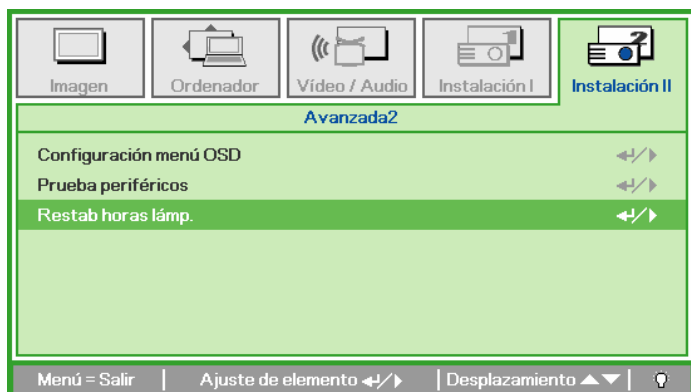 Imagen
Ordenador
Vídeo / Audio
Instalación I
Instalación II
Avanzada2
Configuración menú OSD
Prueba periféricos
Restab horas lámp.
Menú = Salir | Ajuste de elemento ↵/▶ | Desplazamiento ▲▼ |